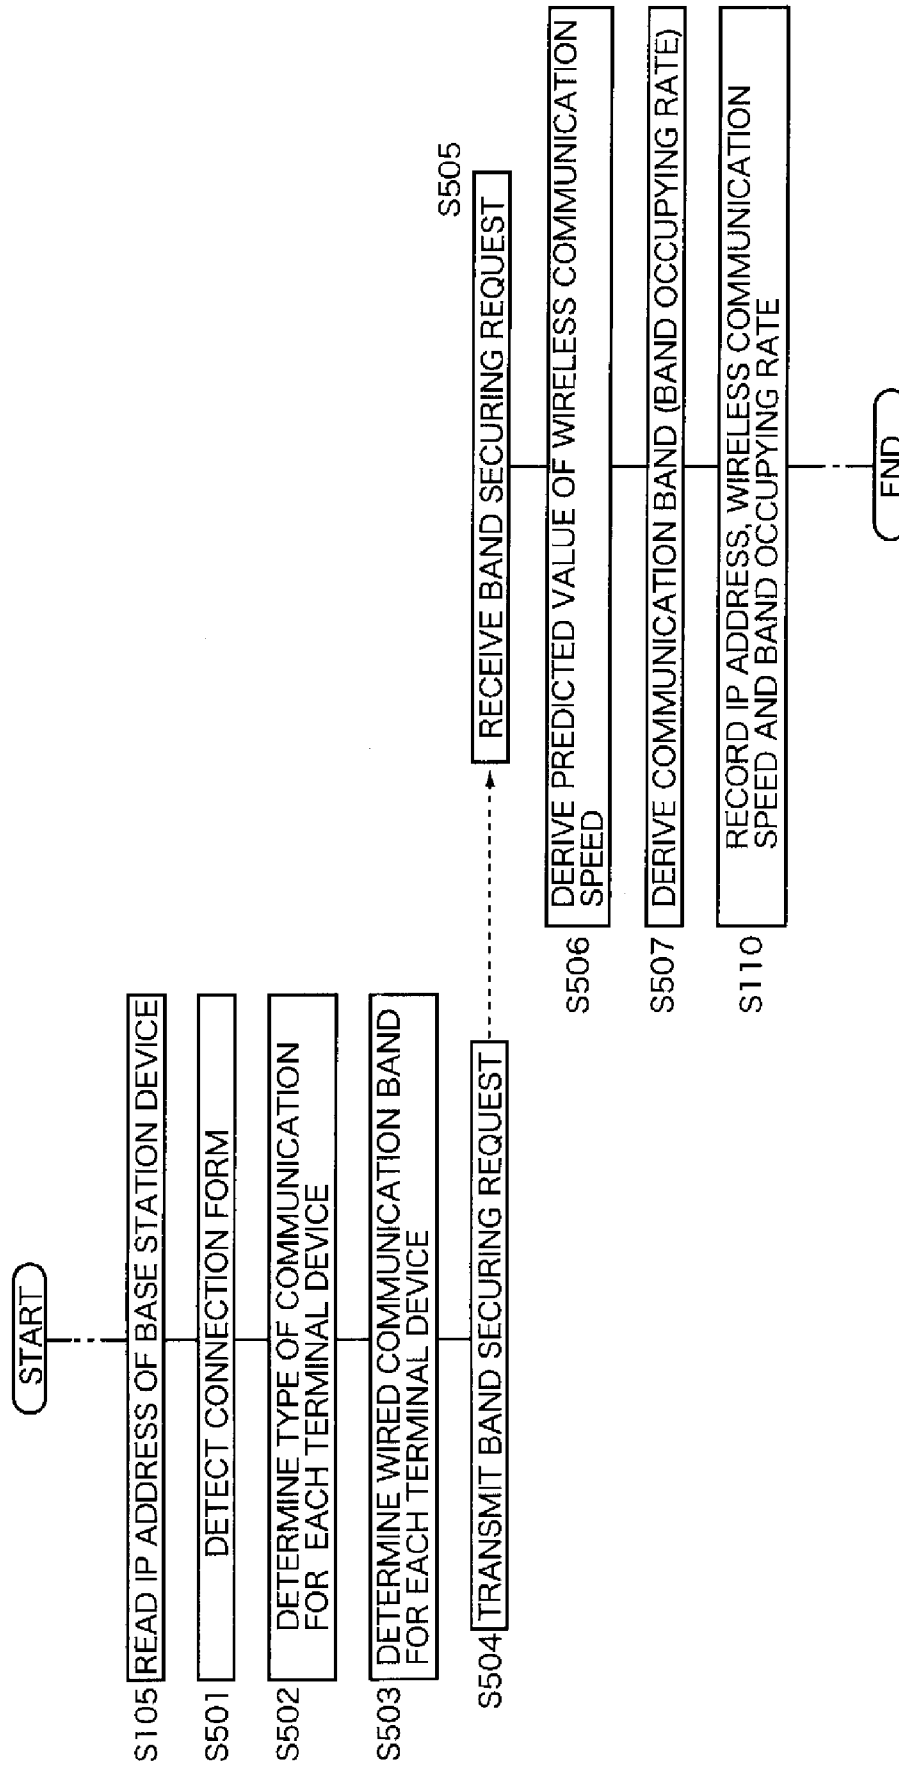 START
S105 READ IP ADDRESS OF BASE STATION DEVICE
S501 DETECT CONNECTION FORM
S502 DETERMINE TYPE OF COMMUNICATION
FOR EACH TERMINAL DEVICE
S503 DETERMINE WIRED COMMUNICATION BAND
FOR EACH TERMINAL DEVICE
S504 TRANSMIT BAND SECURING REQUEST
S505
RECEIVE BAND SECURING REQUEST
S506 DERIVE PREDICTED VALUE OF WIRELESS COMMUNICATION
SPEED
S507 DERIVE COMMUNICATION BAND (BAND OCCUPYING RATE)
S110 RECORD IP ADDRESS, WIRELESS COMMUNICATION
SPEED AND BAND OCCUPYING RATE
END